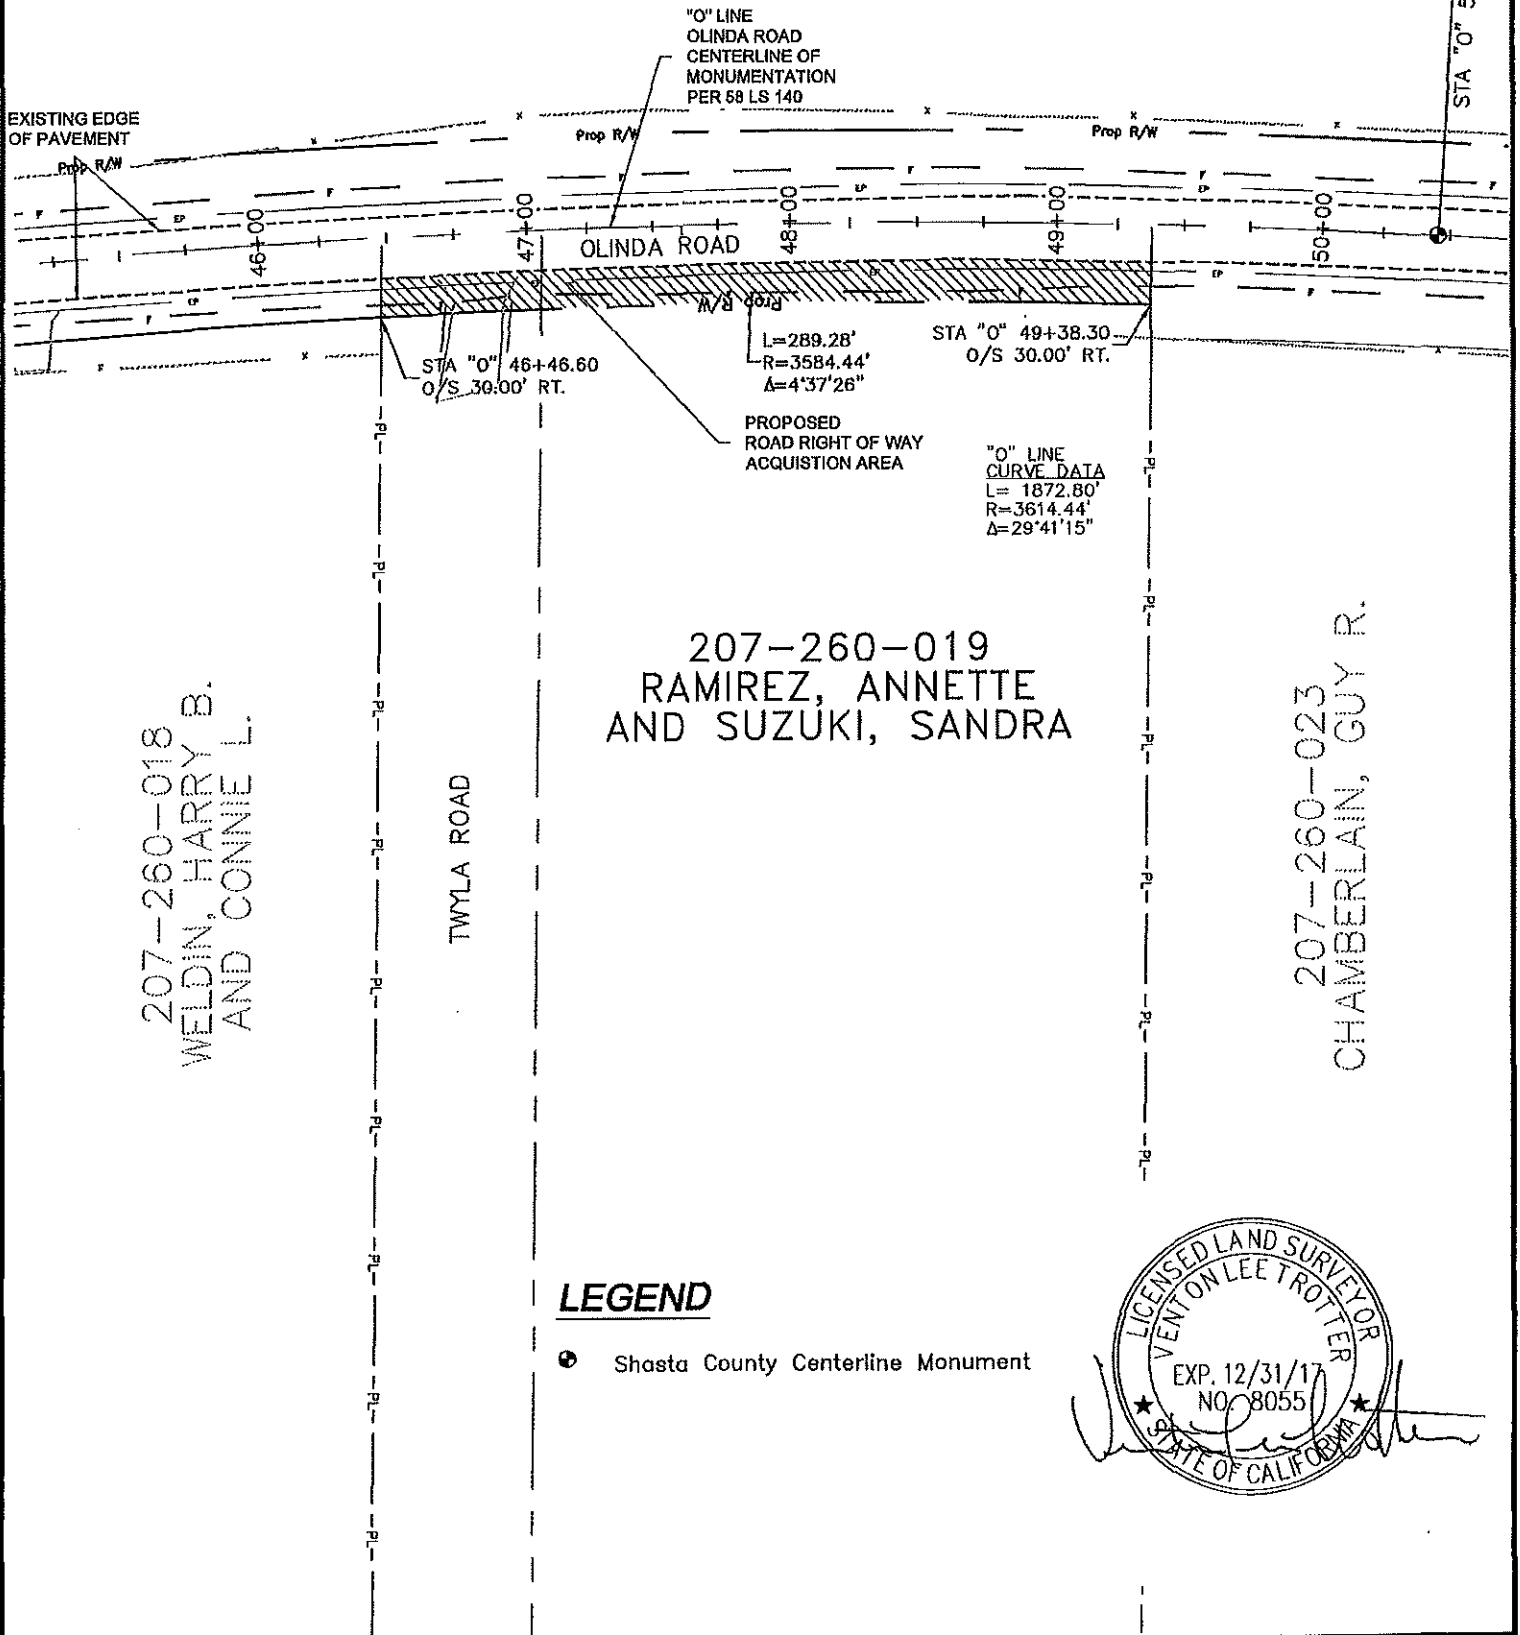 "O" LINE
OLINDA ROAD
CENTERLINE OF
MONUMENTATION
PER 58 LS 140
STA "O" 5
EXISTING EDGE
OF PAVEMENT
Prop R/W
Prop R/W
Prop R/W
46+00
47+00
48+00
49+00
50+00
OLINDA ROAD
Prop R/W
STA "O" 46+46.60
O/S 30.00' RT.
L=289.28'
R=3584.44'
Δ=4°37'26"
STA "O" 49+38.30
O/S 30.00' RT.
PROPOSED
ROAD RIGHT OF WAY
ACQUISTION AREA
"O" LINE
CURVE DATA
L= 1872.80'
R=3614.44'
Δ=29°41'15"
207-260-019
RAMIREZ, ANNETTE
AND SUZUKI, SANDRA
207-260-018
WELDIN, HARRY B.
AND CONNIE L.
TWYLA ROAD
207-260-023
CHAMBERLAIN, GUY R.
LEGEND
Shasta County Centerline Monument
LICENSED LAND SURVEYOR
VENTON LEE TROTTER
EXP. 12/31/17
NO. 8055
STATE OF CALIFORNIA